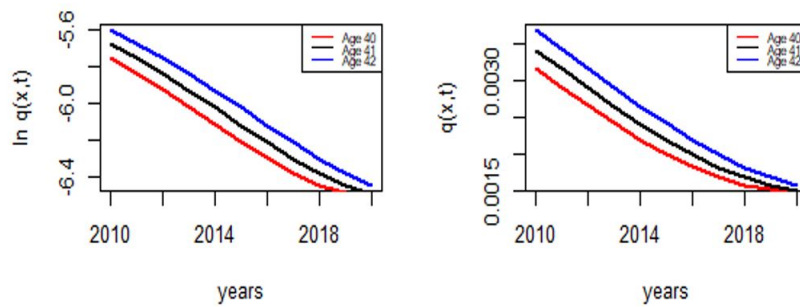 ln q(x,t)
-5.6
-6.0
-6.4
Age 40
Age 41
Age 42
2010
2014
2018
years
q(x,t)
0.0030
0.0015
Age 40
Age 41
Age 42
2010
2014
2018
years